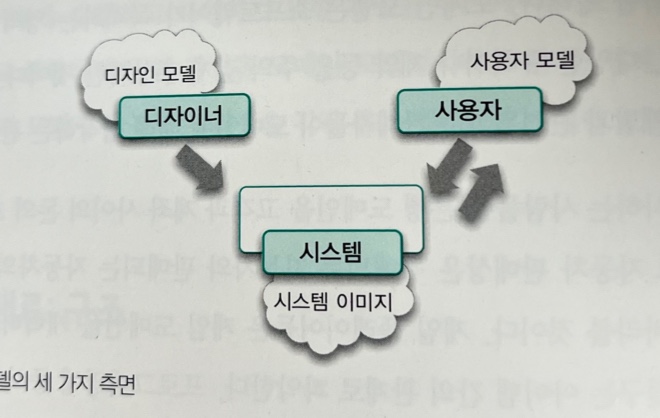 디자인 모델
사용자 모델
디자이너
사용자
시스템
시스템 이미지
델의 세 가지 측면